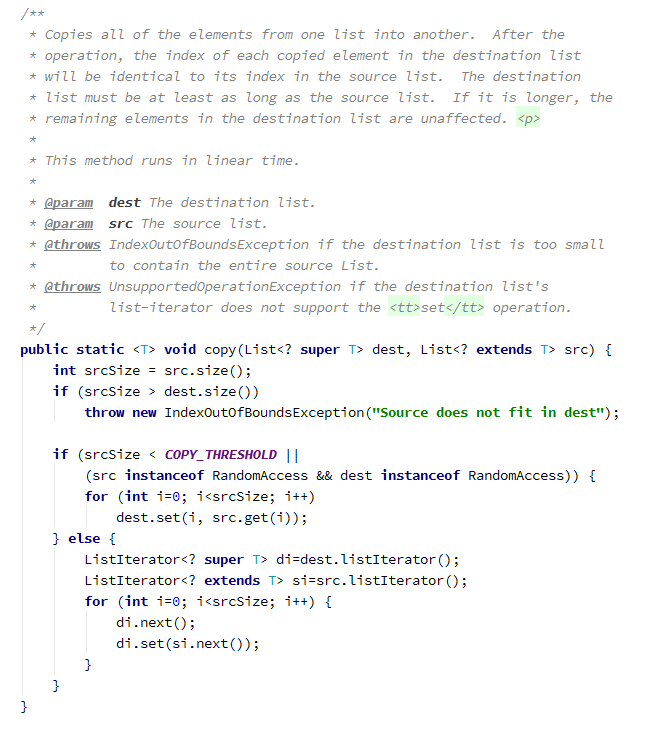 /**
 * Copies all of the elements from one list into another.  After the
 * operation, the index of each copied element in the destination list
 * will be identical to its index in the source list.  The destination
 * list must be at least as long as the source list.  If it is longer, the
 * remaining elements in the destination list are unaffected. <p>
 *
 * This method runs in linear time.
 *
 * @param  dest The destination list.
 * @param  src The source list.
 * @throws IndexOutOfBoundsException if the destination list is too small
 *         to contain the entire source List.
 * @throws UnsupportedOperationException if the destination list's
 *         list-iterator does not support the <tt>set</tt> operation.
 */
public static <T> void copy(List<? super T> dest, List<? extends T> src) {
    int srcSize = src.size();
    if (srcSize > dest.size())
        throw new IndexOutOfBoundsException("Source does not fit in dest");

    if (srcSize < COPY_THRESHOLD ||
        (src instanceof RandomAccess && dest instanceof RandomAccess)) {
        for (int i=0; i<srcSize; i++)
            dest.set(i, src.get(i));
    } else {
        ListIterator<? super T> di=dest.listIterator();
        ListIterator<? extends T> si=src.listIterator();
        for (int i=0; i<srcSize; i++) {
            di.next();
            di.set(si.next());
        }
    }
}